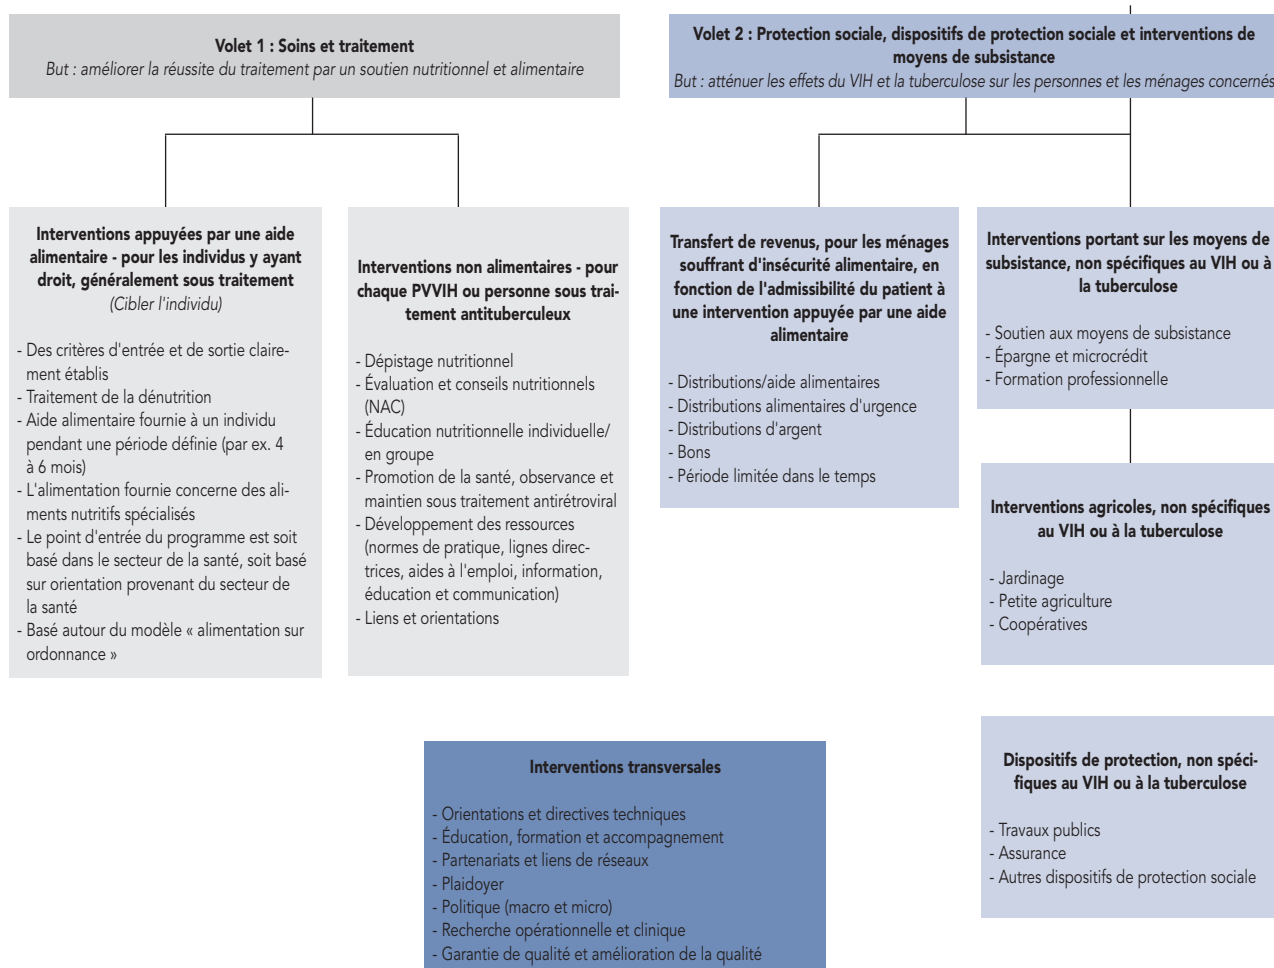 Volet 1 : Soins et traitement
But : améliorer la réussite du traitement par un soutien nutritionnel et alimentaire
Volet 2 : Protection sociale, dispositifs de protection sociale et interventions de
moyens de subsistance
But : atténuer les effets du VIH et la tuberculose sur les personnes et les ménages concernés
Interventions appuyées par une aide
alimentaire - pour les individus y ayant
droit, généralement sous traitement
(Cibler l'individu)
- Des critères d'entrée et de sortie claire-
ment établis
- Traitement de la dénutrition
- Aide alimentaire fournie à un individu
pendant une période définie (par ex. 4
à 6 mois)
- L'alimentation fournie concerne des ali-
ments nutritifs spécialisés
- Le point d'entrée du programme est soit
basé dans le secteur de la santé, soit basé
sur orientation provenant du secteur de
la santé
- Basé autour du modèle « alimentation sur
ordonnance »
Interventions non alimentaires - pour
chaque PVVIH ou personne sous trai-
tement antituberculeux
- Dépistage nutritionnel
- Évaluation et conseils nutritionnels
(NAC)
- Éducation nutritionnelle individuelle/
en groupe
- Promotion de la santé, observance et
maintien sous traitement antirétroviral
- Développement des ressources
(normes de pratique, lignes direc-
trices, aides à l'emploi, information,
éducation et communication)
- Liens et orientations
Transfert de revenus, pour les ménages
souffrant d'insécurité alimentaire, en
fonction de l'admissibilité du patient à
une intervention appuyée par une aide
alimentaire
- Distributions/aide alimentaires
- Distributions alimentaires d'urgence
- Distributions d'argent
- Bons
- Période limitée dans le temps
Interventions portant sur les moyens de
subsistance, non spécifiques au VIH ou à
la tuberculose
- Soutien aux moyens de subsistance
- Épargne et microcrédit
- Formation professionnelle
Interventions agricoles, non spécifiques
au VIH ou à la tuberculose
- Jardinage
- Petite agriculture
- Coopératives
Dispositifs de protection, non spéci-
fiques au VIH ou à la tuberculose
- Travaux publics
- Assurance
- Autres dispositifs de protection sociale
Interventions transversales
- Orientations et directives techniques
- Éducation, formation et accompagnement
- Partenariats et liens de réseaux
- Plaidoyer
- Politique (macro et micro)
- Recherche opérationnelle et clinique
- Garantie de qualité et amélioration de la qualité